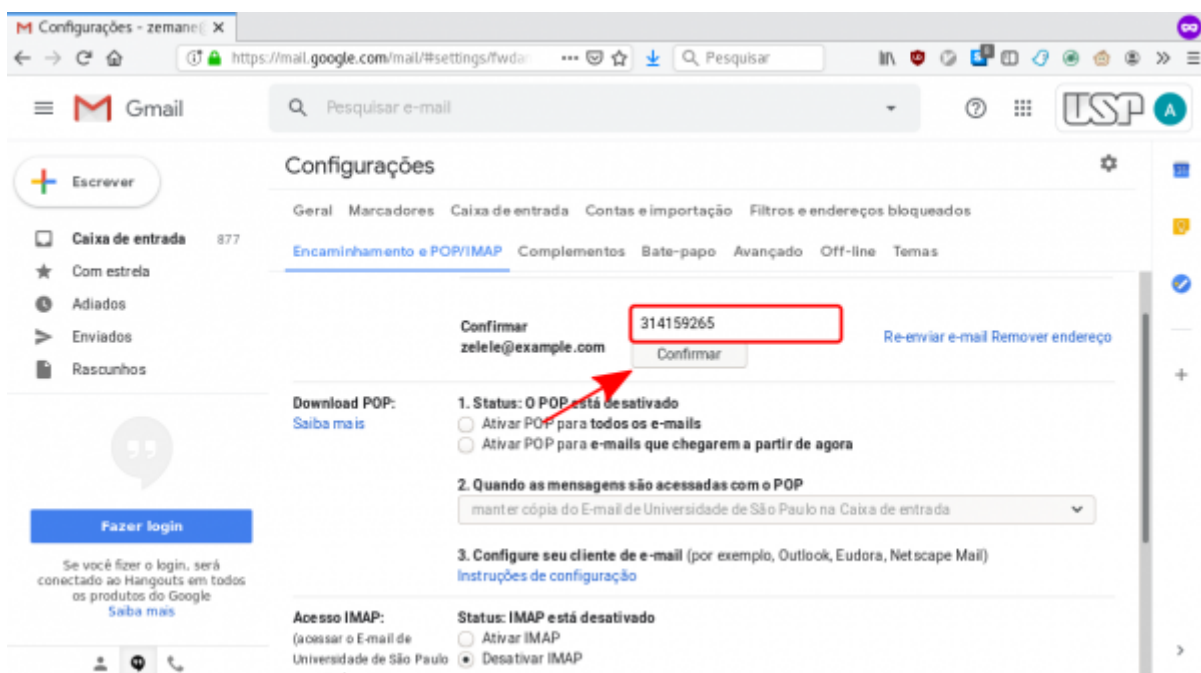 Configurações - zemane(
https://mail.google.com/mail/#settings/fwda
Pesquisar
Gmail
Pesquisar e-mail
USP
A
Configurações
Escrever
Geral Marcadores Caixa de entrada Contas e importação Filtros e endereços bloqueados
Caixa de entrada 877
Encaminhamento e POP/IMAP Complementos Bate-papo Avançado Off-line Temas
Com estrela
Adiados
Enviados
Rascunhos
Confirmar
zelele@example.com
314159265
Confirmar
Re-enviar e-mail Remover endereço
Download POP:
Saiba mais
1. Status: O POP está desativado
Ativar POP para todos os e-mails
Ativar POP para e-mails que chegarem a partir de agora
2. Quando as mensagens são acessadas com o POP
manter cópia do E-mail de Universidade de São Paulo na Caixa de entrada
3. Configure seu cliente de e-mail (por exemplo, Outlook, Eudora, Netscape Mail)
Instruções de configuração
Fazer login
Se você fizer o login, será
conectado ao Hangouts em todos
os produtos do Google
Saiba mais
Acesso IMAP:
(acessar o E-mail de
Universidade de São Paulo
Status: IMAP está desativado
Ativar IMAP
Desativar IMAP